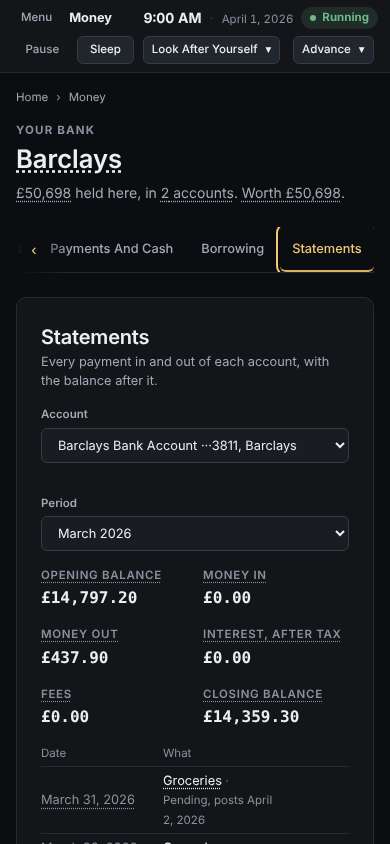 Menu Money 9:00 AM · April 1, 2026 Running
Pause Sleep Look After Yourself ▾ Advance ▾
Home › Money
YOUR BANK
Barclays
£50,698 held here, in 2 accounts. Worth £50,698.
‹ Payments And Cash Borrowing Statements
Statements
Every payment in and out of each account, with
the balance after it.
Account
Barclays Bank Account ···3811, Barclays
Period
March 2026
OPENING BALANCE MONEY IN
£14,797.20 £0.00
MONEY OUT INTEREST, AFTER TAX
£437.90 £0.00
FEES CLOSING BALANCE
£0.00 £14,359.30
Date What
Groceries ·
March 31, 2026 Pending, posts April
2, 2026